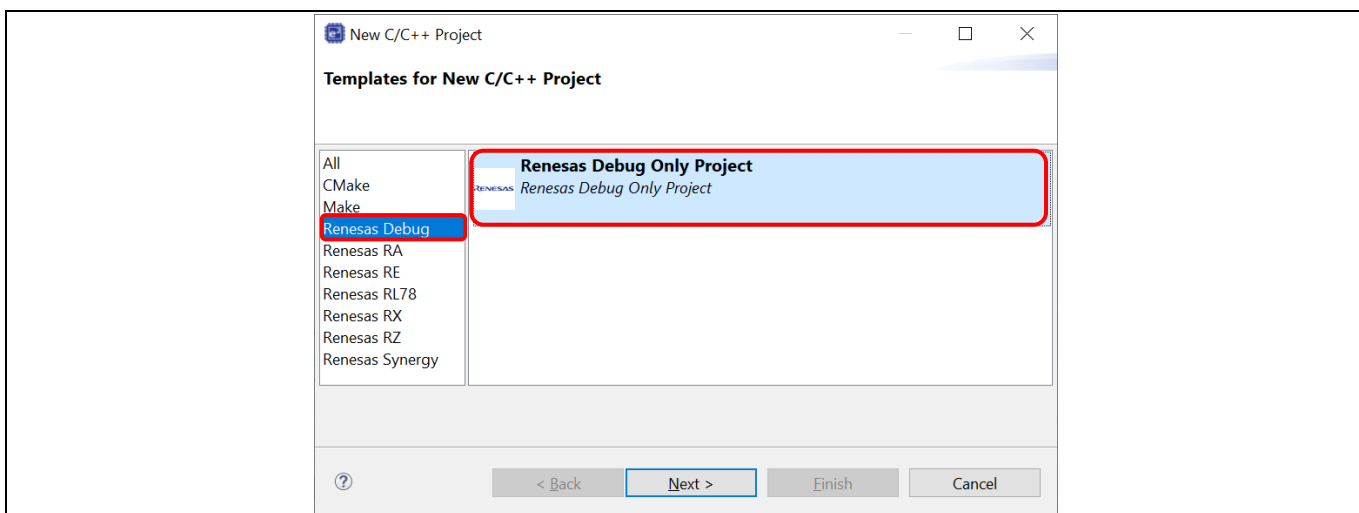 New C/C++ Project
Templates for New C/C++ Project
All
CMake
Make
Renesas Debug
Renesas RA
Renesas RE
Renesas RL78
Renesas RX
Renesas RZ
Renesas Synergy
Renesas Debug Only Project
RENESAS Renesas Debug Only Project
? < Back Next > Finish Cancel